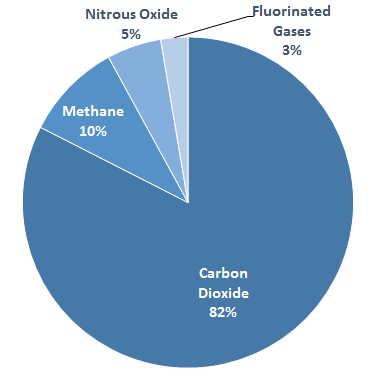 Nitrous Oxide
5%
Fluorinated
Gases
3%
Methane
10%
Carbon
Dioxide
82%